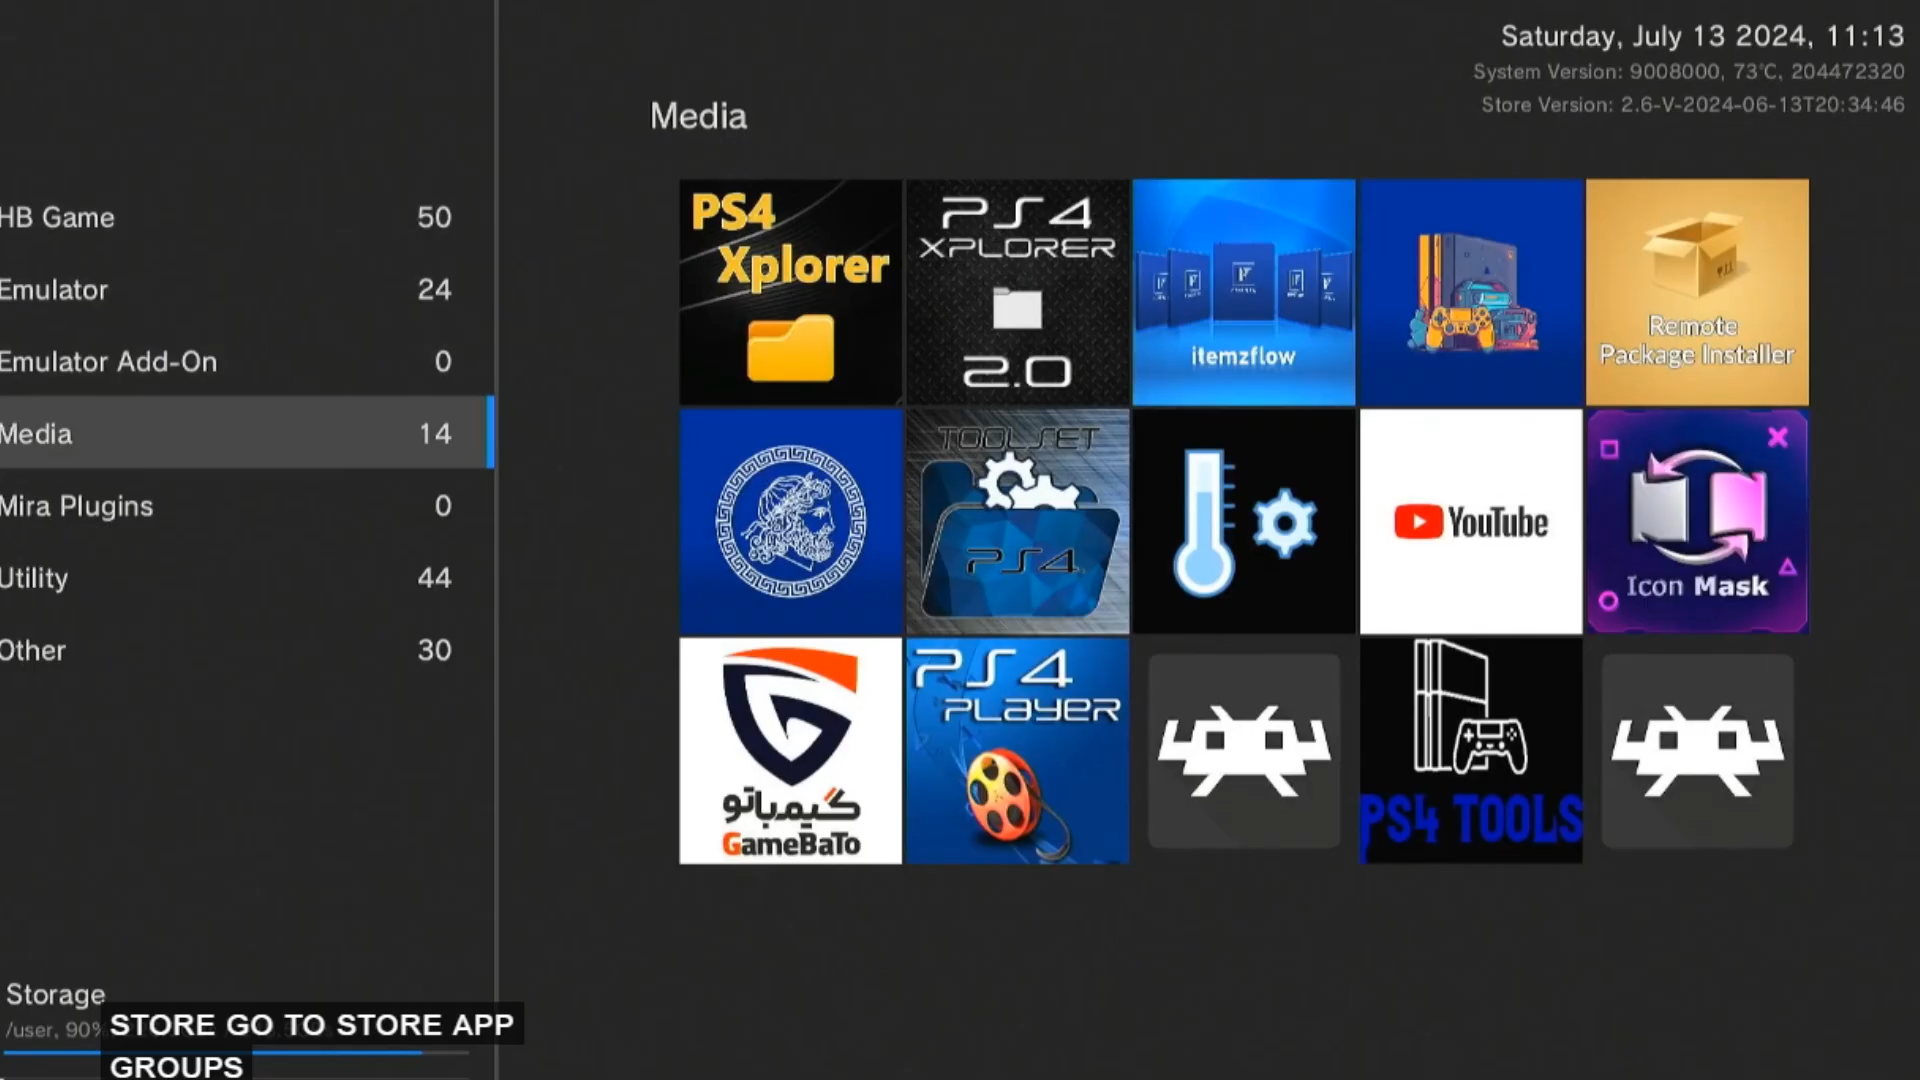 Saturday, July 13 2024, 11:13
System Version: 9008000, 73°C, 204472320
Store Version: 2.6-V-2024-06-13T20:34:46
Media
HB Game 50
Emulator 24
Emulator Add-On 0
Media 14
Mira Plugins 0
Utility 44
Other 30
PS4
Xplorer
PS4
XPLORER
2.0
itemzflow
Remote
Package Installer
TOOLSET
PS4
YouTube
Icon Mask
گیمباتو
GameBaTo
PS4
PLAYER
PS4 TOOLS
Storage
/user, 90%
STORE GO TO STORE APP
GROUPS